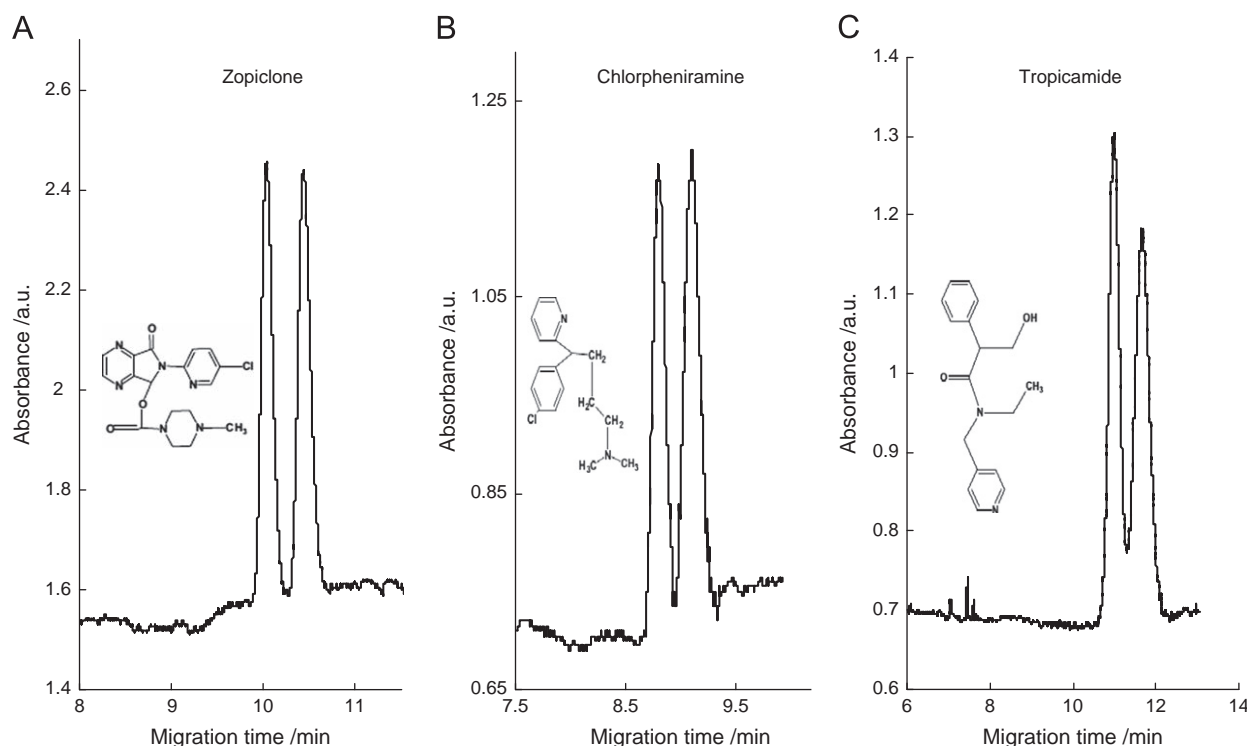 A
Zopiclone
2.6
2.4
2.2
2
1.8
1.6
1.4
Absorbance /a.u.
8 9 10 11
Migration time /min
O
N
N
N
N
Cl
O
O
N
N
CH3
B
Chlorpheniramine
1.25
1.05
0.85
0.65
Absorbance /a.u.
7.5 8.5 9.5
Migration time /min
N
CH2
Cl
H2C
CH2
N
H3C
CH3
C
Tropicamide
1.4
1.3
1.2
1.1
1
0.9
0.8
0.7
0.6
Absorbance /a.u.
6 8 10 12 14
Migration time /min
OH
O
CH3
N
N